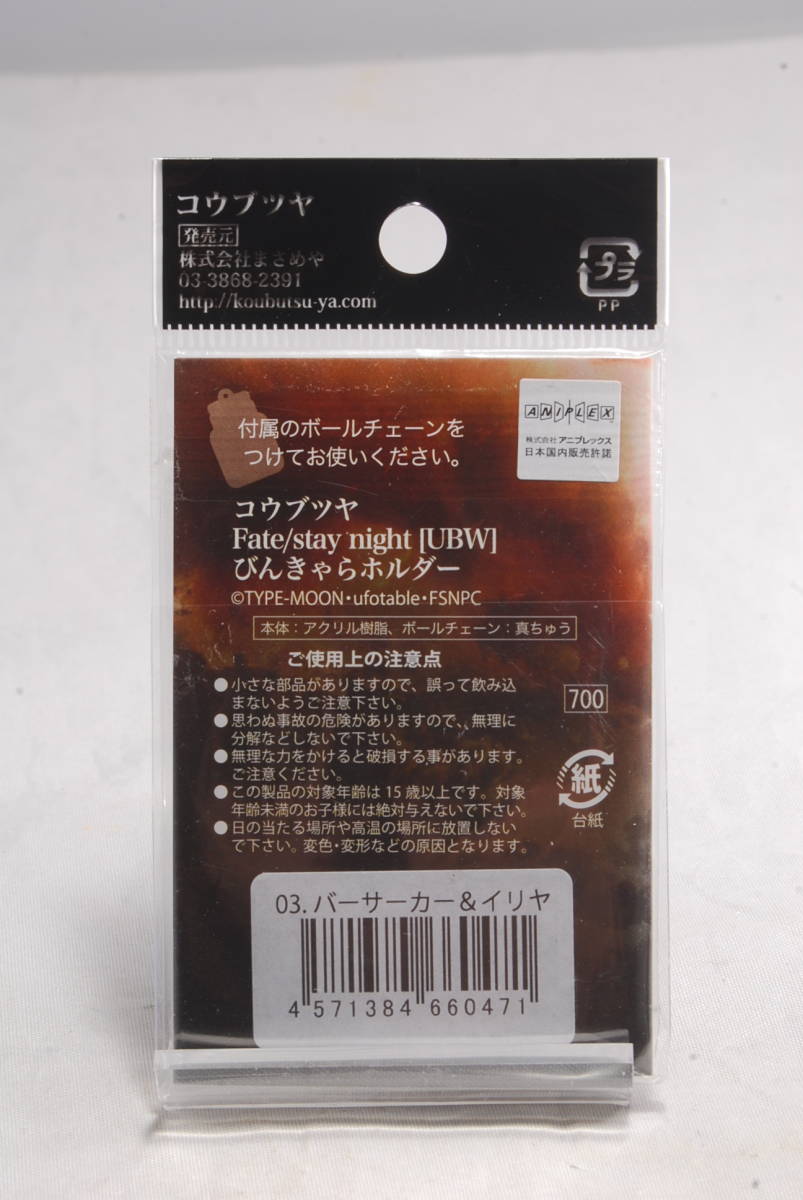 コウブツヤ
発売元
株式会社まさめや
03-3868-2391
http://koubutsu-ya.com
プラ
PP
付属のボールチェーンを
つけてお使いください。
ANIPLEX
株式会社 アニプレックス
日本国内販売許諾
コウブツヤ
Fate/stay night [UBW]
びんきゃらホルダー
©TYPE-MOON・ufotable・FSNPC
本体：アクリル樹脂、ボールチェーン：真ちゅう
ご使用上の注意点
●小さな部品がありますので、誤って飲み込
まないようご注意下さい。
●思わぬ事故の危険がありますので、無理に
分解などしないで下さい。
●無理な力をかけると破損する事があります。
ご注意ください。
●この製品の対象年齢は 15 歳以上です。対象
年齢未満のお子様には絶対与えないで下さい。
●日の当たる場所や高温の場所に放置しない
で下さい。変色・変形などの原因となります。
700
紙
台紙
03.バーサーカー＆イリヤ
4 571384 660471